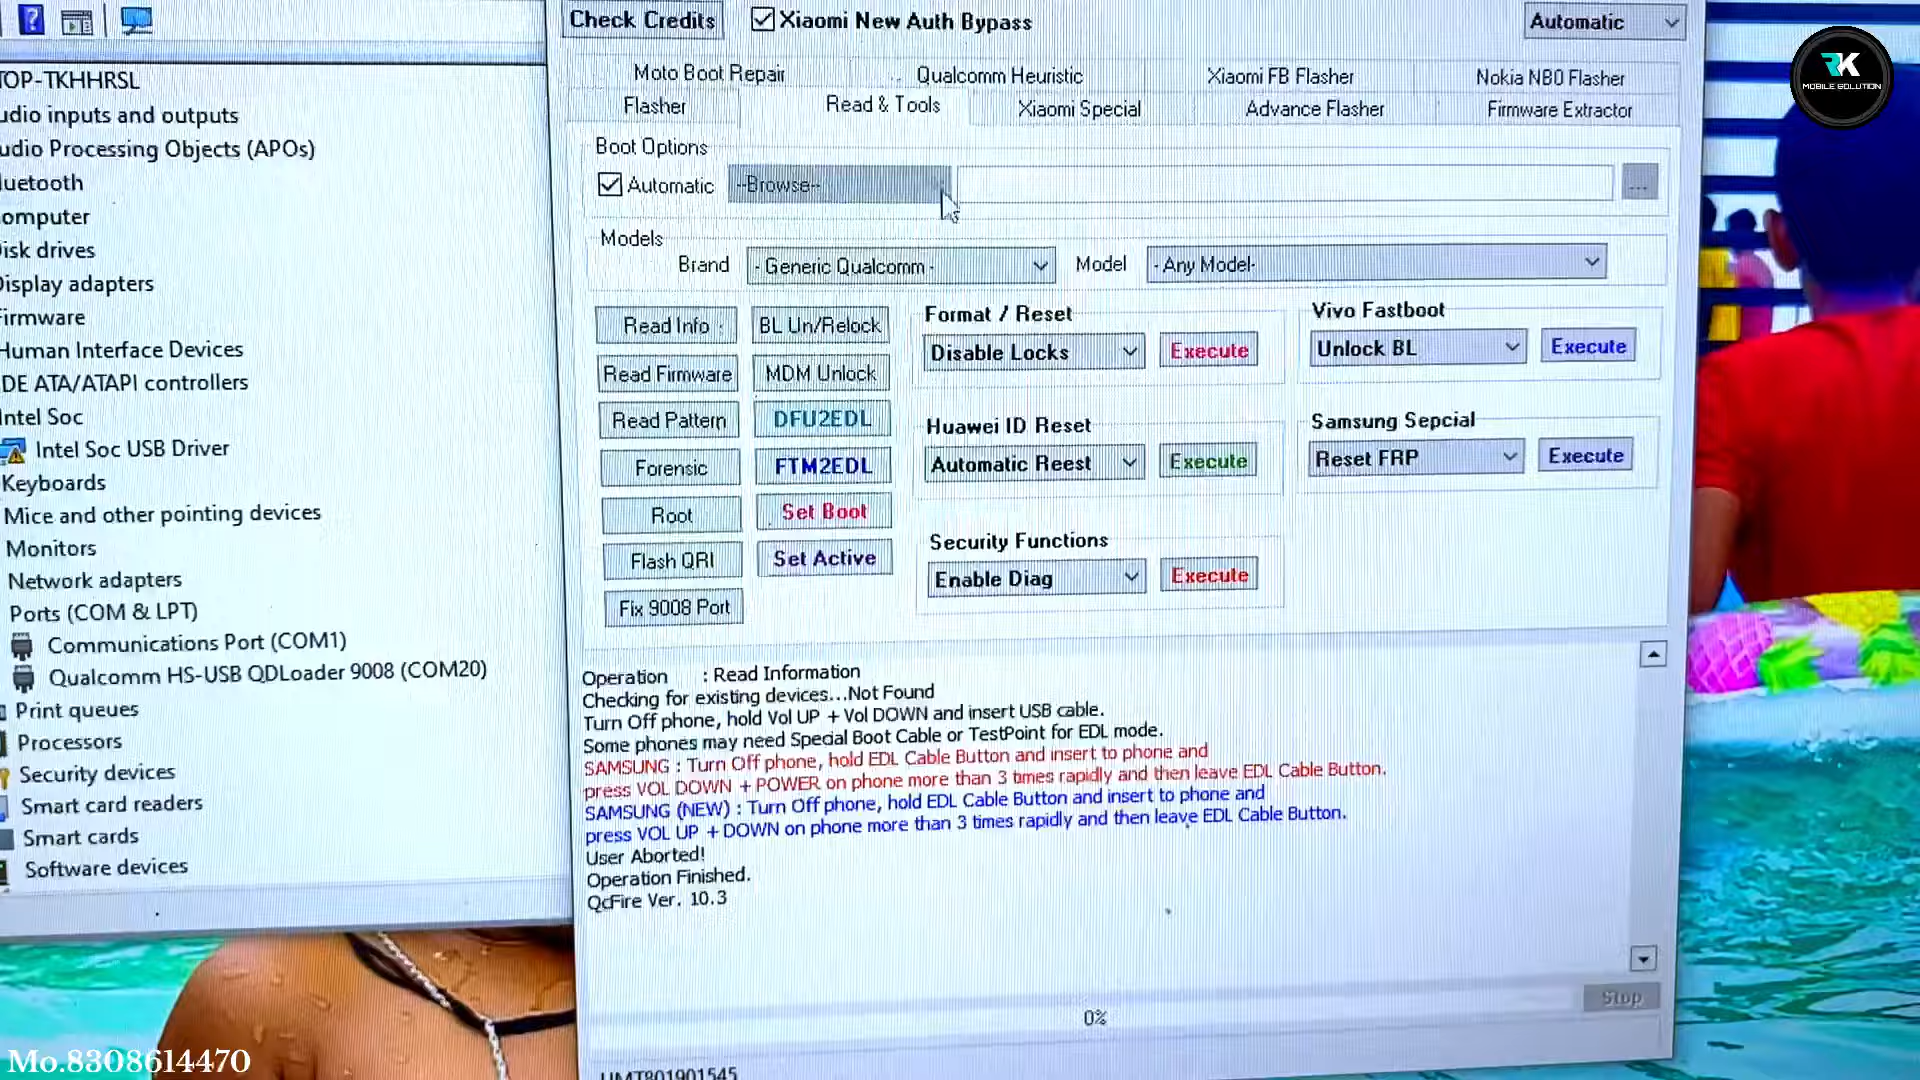 Check Credits
Xiaomi New Auth Bypass
Automatic
RK
MOBILE SOLUTION
TOP-TKHHRSL
udio inputs and outputs
udio Processing Objects (APOs)
luetooth
omputer
isk drives
Display adapters
irmware
Human Interface Devices
DE ATA/ATAPI controllers
Intel Soc
Intel Soc USB Driver
Keyboards
Mice and other pointing devices
Monitors
Network adapters
Ports (COM & LPT)
Communications Port (COM1)
Qualcomm HS-USB QDLoader 9008 (COM20)
Print queues
Processors
Security devices
Smart card readers
Smart cards
Software devices
Moto Boot Repair
Qualcomm Heuristic
Xiaomi FB Flasher
Nokia NB0 Flasher
Flasher
Read & Tools
Xiaomi Special
Advance Flasher
Firmware Extractor
Boot Options
Automatic
--Browse--
...
Models
Brand
- Generic Qualcomm -
Model
- Any Model-
Read Info
BL Un/Relock
Read Firmware
MDM Unlock
Read Pattern
DFU2EDL
Forensic
FTM2EDL
Root
Set Boot
Flash QRI
Set Active
Fix 9008 Port
Format / Reset
Disable Locks
Execute
Huawei ID Reset
Automatic Reest
Execute
Security Functions
Enable Diag
Execute
Vivo Fastboot
Unlock BL
Execute
Samsung Sepcial
Reset FRP
Execute
Operation : Read Information
Checking for existing devices...Not Found
Turn Off phone, hold Vol UP + Vol DOWN and insert USB cable.
Some phones may need Special Boot Cable or TestPoint for EDL mode.
SAMSUNG : Turn Off phone, hold EDL Cable Button and insert to phone and
press VOL DOWN + POWER on phone more than 3 times rapidly and then leave EDL Cable Button.
SAMSUNG (NEW) : Turn Off phone, hold EDL Cable Button and insert to phone and
press VOL UP + DOWN on phone more than 3 times rapidly and then leave EDL Cable Button.
User Aborted!
Operation Finished.
QcFire Ver. 10.3
Stop
0%
UMT801901545
Mo.8308614470